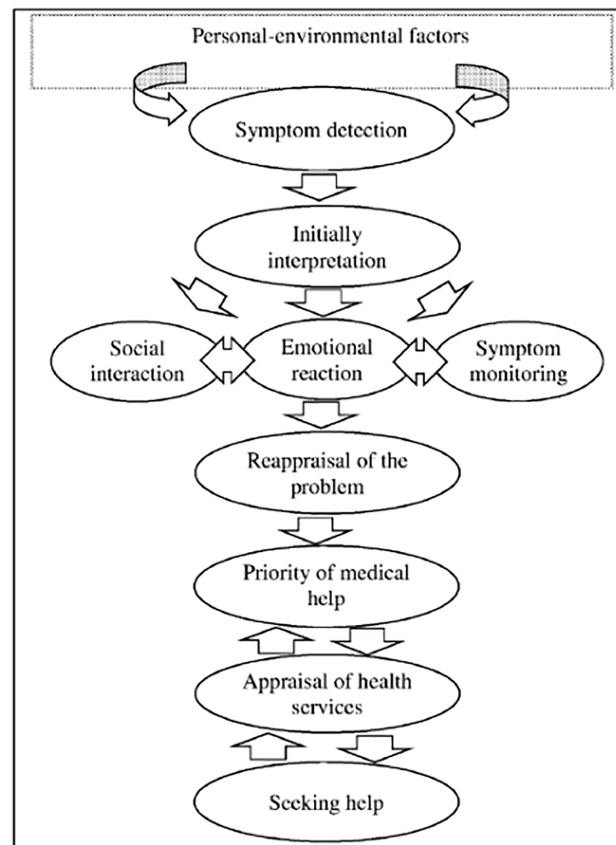 Personal-environmental factors
Symptom detection
Initially
interpretation
Social
interaction
Emotional
reaction
Symptom
monitoring
Reappraisal of the
problem
Priority of medical
help
Appraisal of health
services
Seeking help